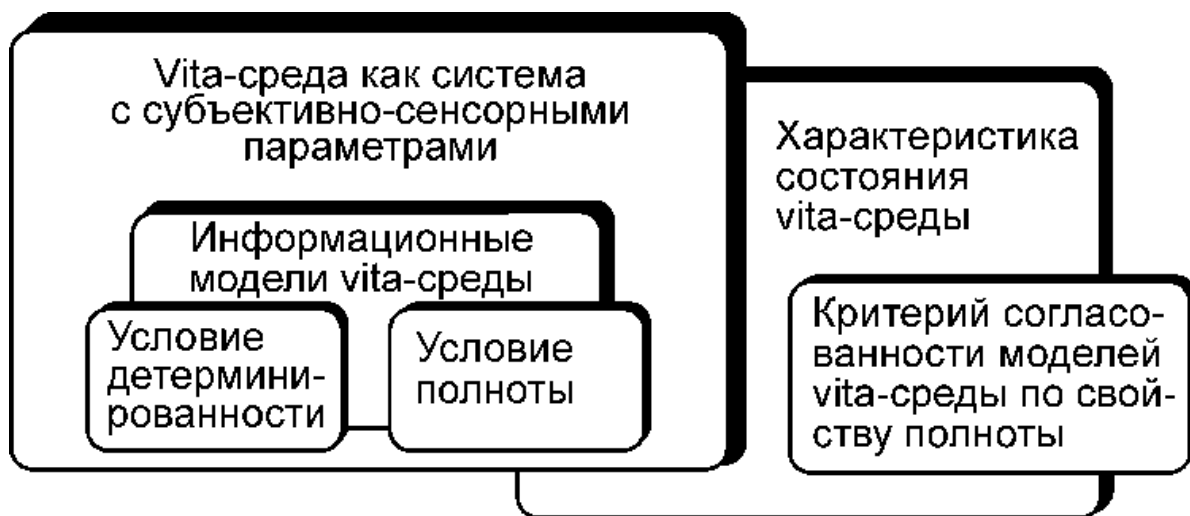 Vita-среда как система
с субъективно-сенсорными
параметрами
Информационные
модели vita-среды
Условие
детермини-
рованности
Условие
полноты
Характеристика
состояния
vita-среды
Критерий согласо-
ванности моделей
vita-среды по свой-
ству полноты